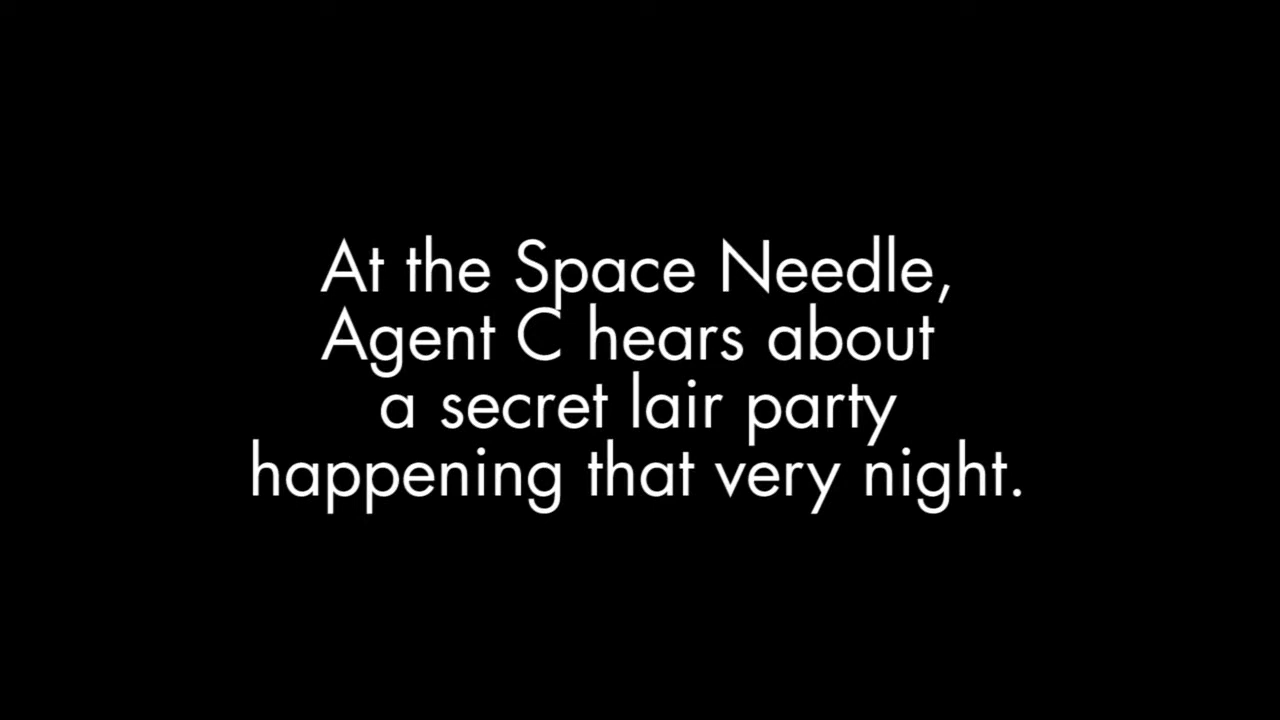 At the Space Needle,
Agent C hears about
a secret lair party
happening that very night.